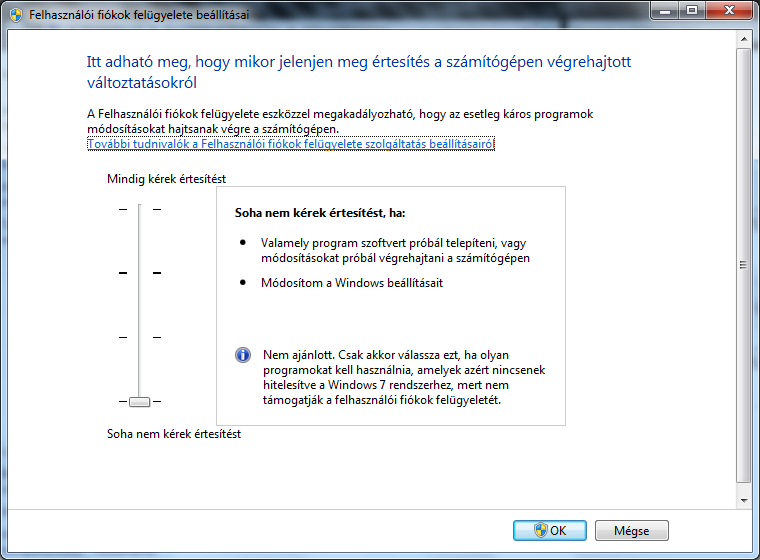 Felhasználói fiókok felügyelete beállításai
Itt adható meg, hogy mikor jelenjen meg értesítés a számítógépen végrehajtott
változtatásokról
A Felhasználói fiókok felügyelete eszközzel megakadályozható, hogy az esetleg káros programok
módosításokat hajtsanak végre a számítógépen.
További tudnivalók a Felhasználói fiókok felügyelete szolgáltatás beállításairól
Mindig kérek értesítést
Soha nem kérek értesítést, ha:
Valamely program szoftvert próbál telepíteni, vagy
módosításokat próbál végrehajtani a számítógépen
Módosítom a Windows beállításait
Nem ajánlott. Csak akkor válassza ezt, ha olyan
programokat kell használnia, amelyek azért nincsenek
hitelesítve a Windows 7 rendszerhez, mert nem
támogatják a felhasználói fiókok felügyeletét.
Soha nem kérek értesítést
OK
Mégse